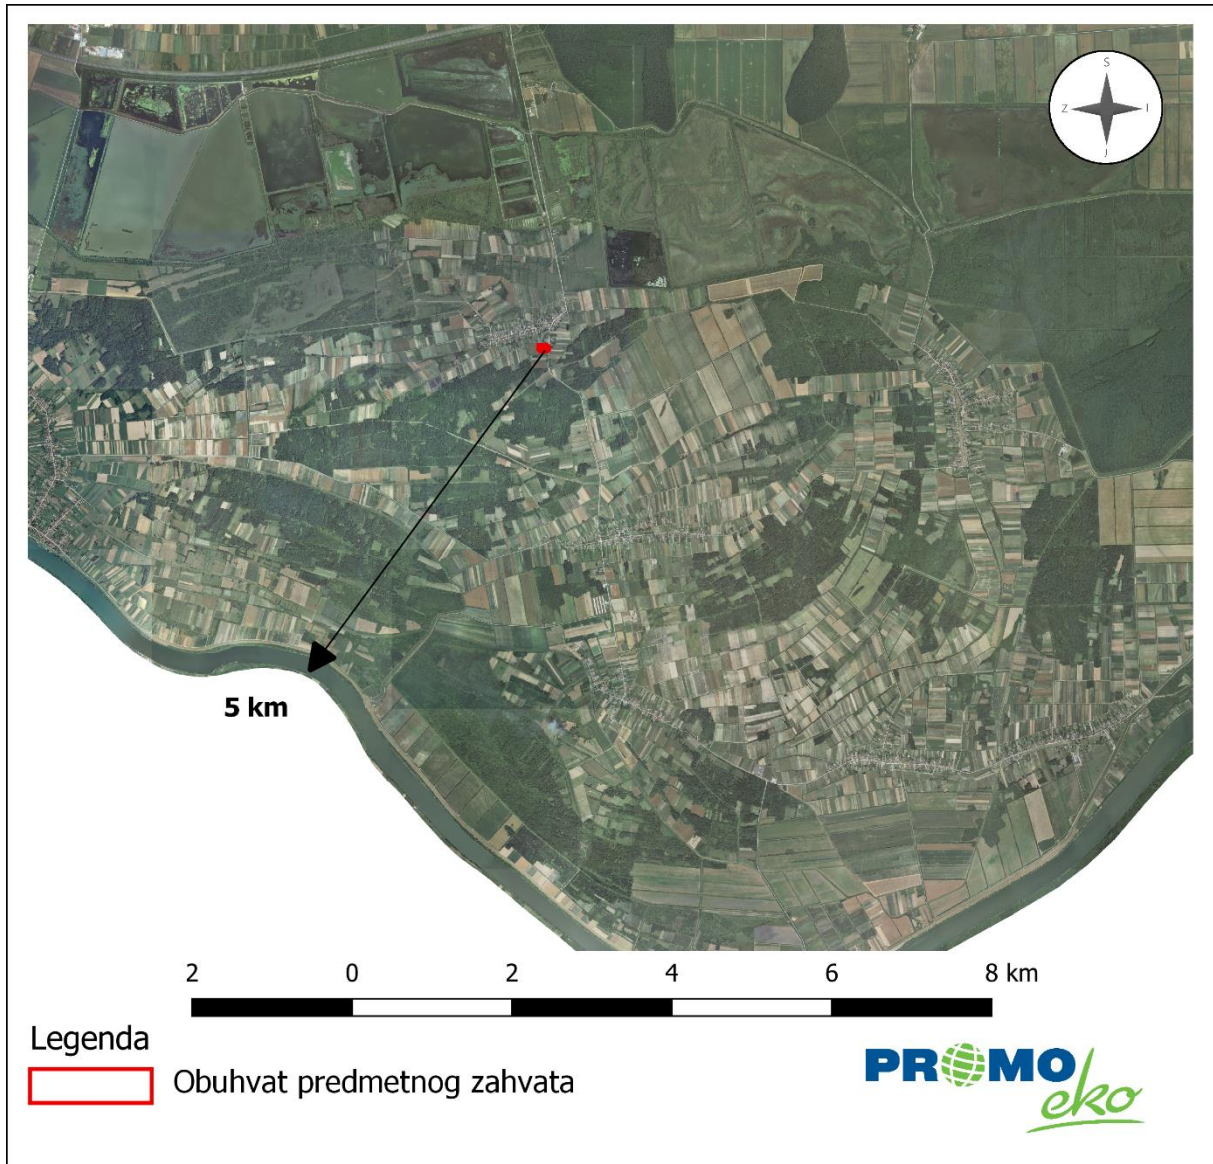 S
Z I
J
5 km
2 0 2 4 6 8 km
Legenda
Obuhvat predmetnog zahvata
PROMO
eko